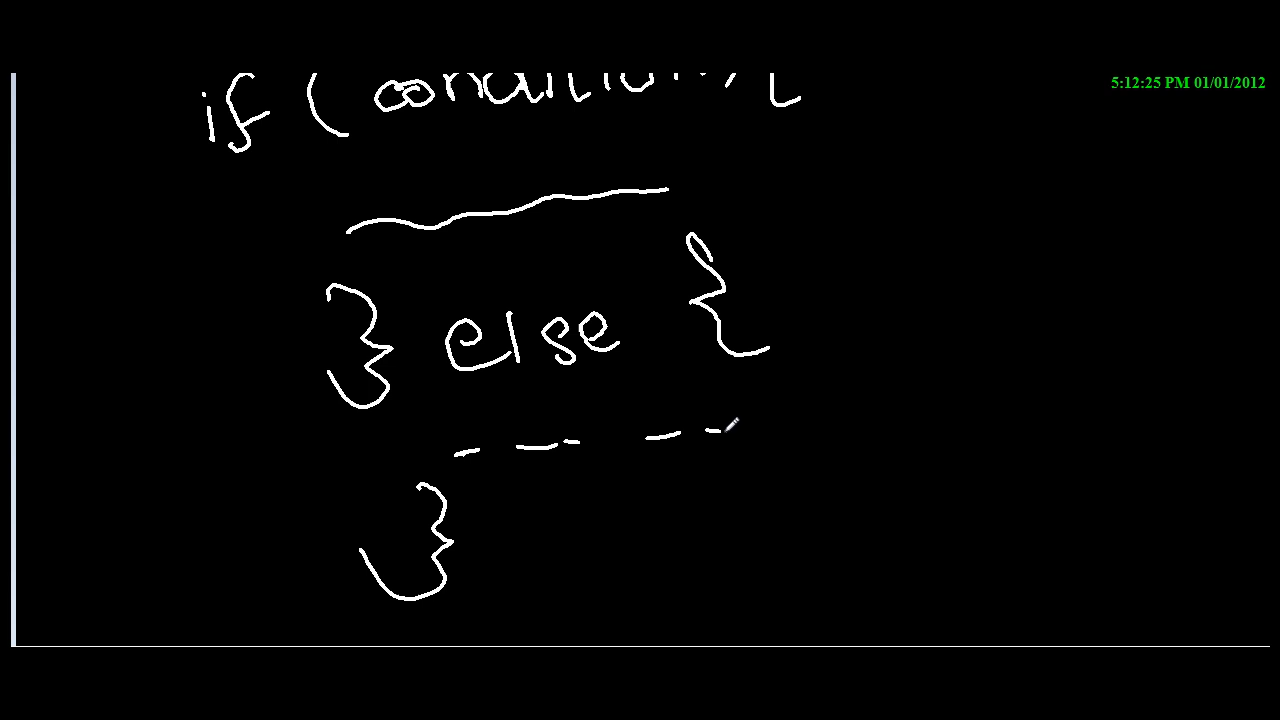 if (condition) {
5:12:25 PM 01/01/2012
} else {
}